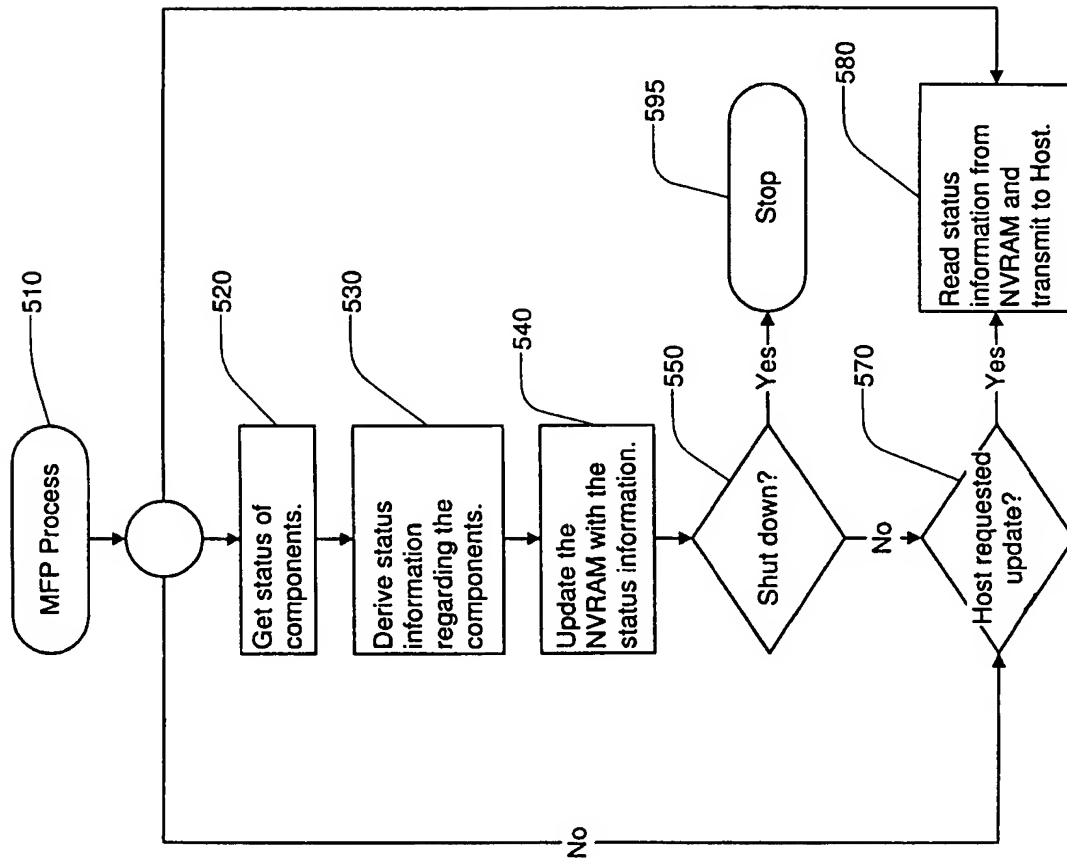 MFP Process
510
Get status of
components.
520
Derive status
information
regarding the
components.
530
Update the
NVRAM with the
status information.
540
Shut down?
550
Yes
Stop
595
No
Host requested
update?
570
Yes
Read status
information from
NVRAM and
transmit to Host.
580
No